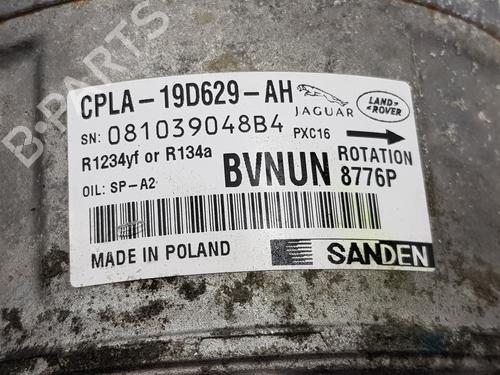 B-PARTS
CPLA-19D629-AH
JAGUAR
LAND ROVER
SN: 081039048B4
PXC16
R1234yf or R134a
ROTATION
OIL: SP-A2
BVNUN
8776P
MADE IN POLAND
SANDEN